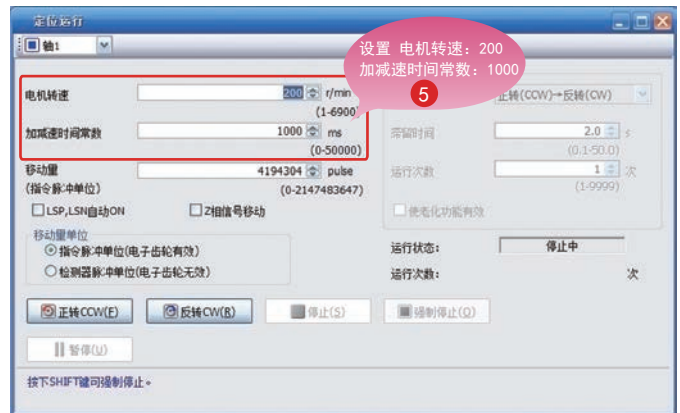 定位运行
轴1
设置 电机转速：200
加减速时间常数：1000
5
电机转速 200 r/min
(1-6900)
正转(CCW)→反转(CW)
加减速时间常数 1000 ms
(0-50000)
滞留时间 2.0 s
(0.1-50.0)
移动量 4194304 pulse
(指令脉冲单位) (0-2147483647)
运行次数 1 次
(1-9999)
LSP,LSN自动ON Z相信号移动
使老化功能有效
移动量单位
指令脉冲单位(电子齿轮有效)
检测器脉冲单位(电子齿轮无效)
运行状态: 停止中
运行次数: 次
正转CCW(F) 反转CW(R) 停止(S) 强制停止(O)
暂停(U)
按下SHIFT键可强制停止。